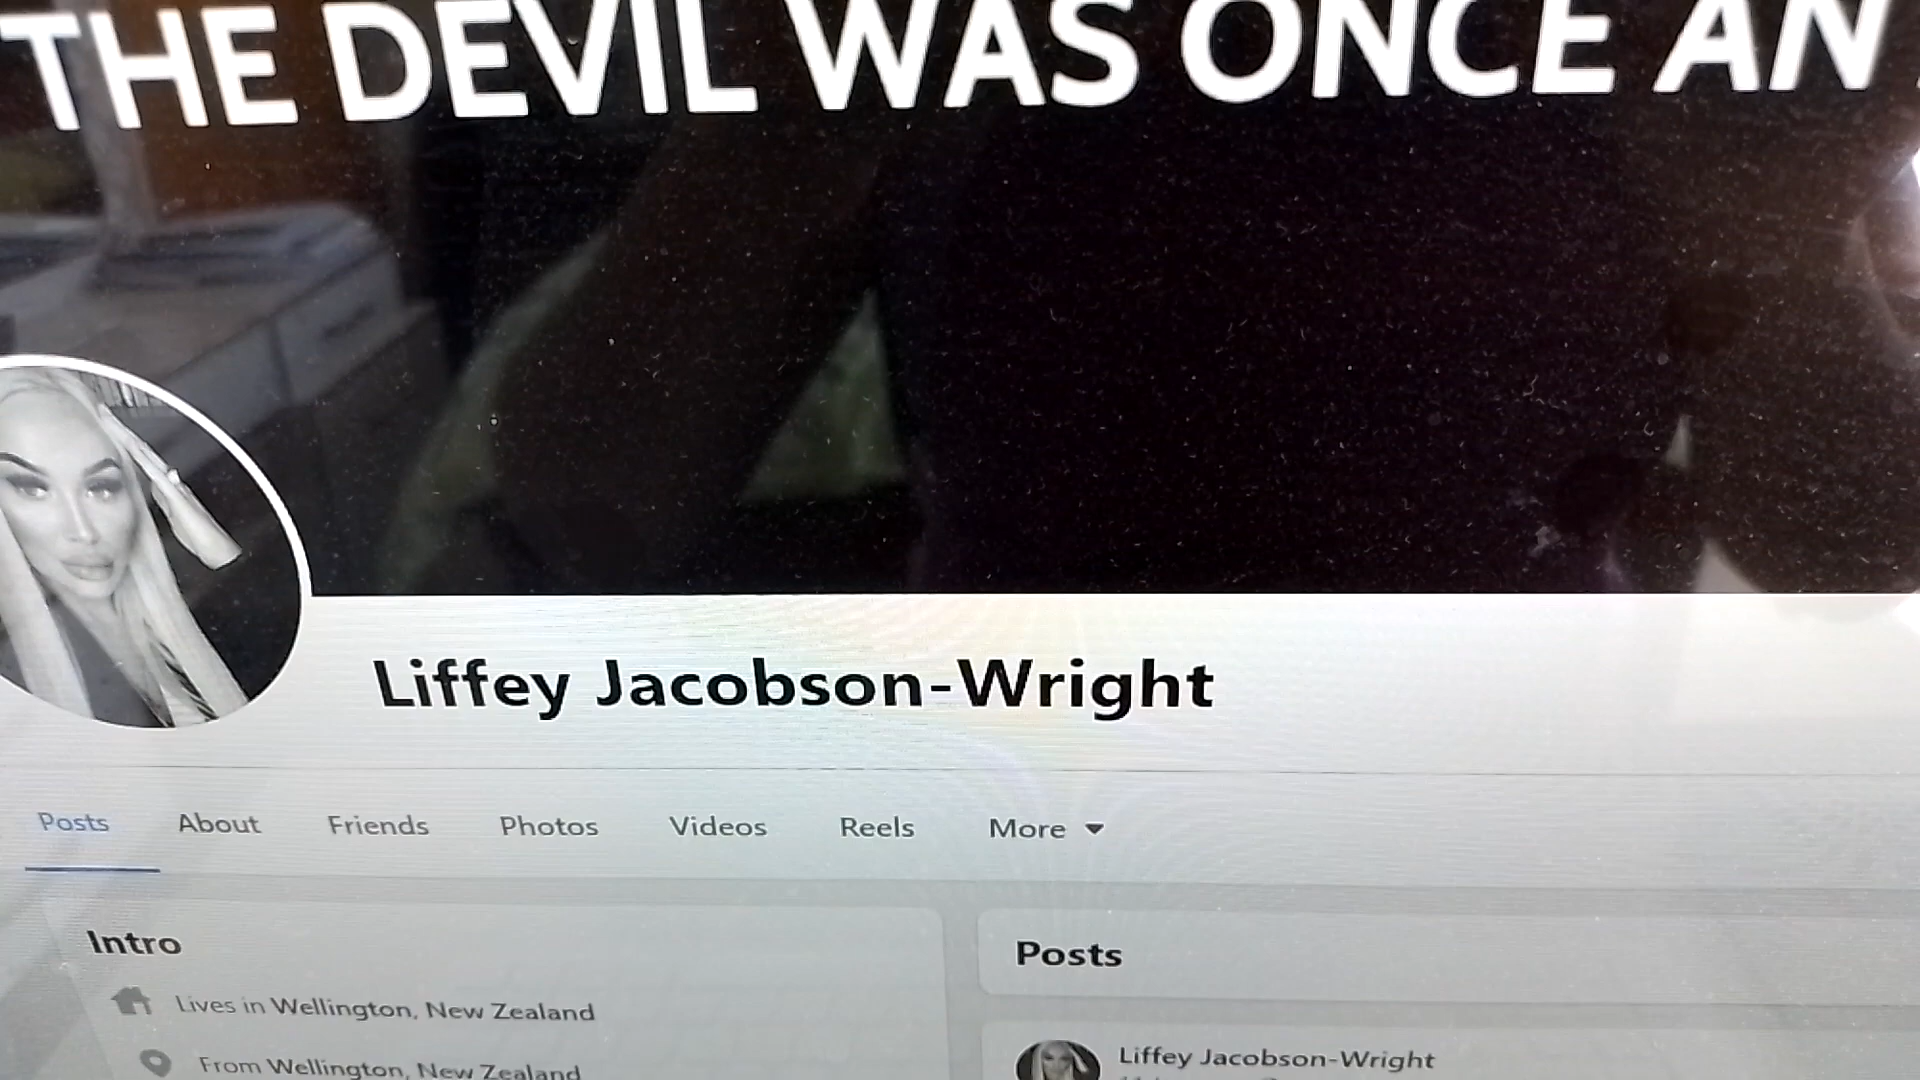 THE DEVIL WAS ONCE AN
Liffey Jacobson-Wright
Posts About Friends Photos Videos Reels More
Intro
Lives in Wellington, New Zealand
From Wellington, New Zealand
Posts
Liffey Jacobson-Wright